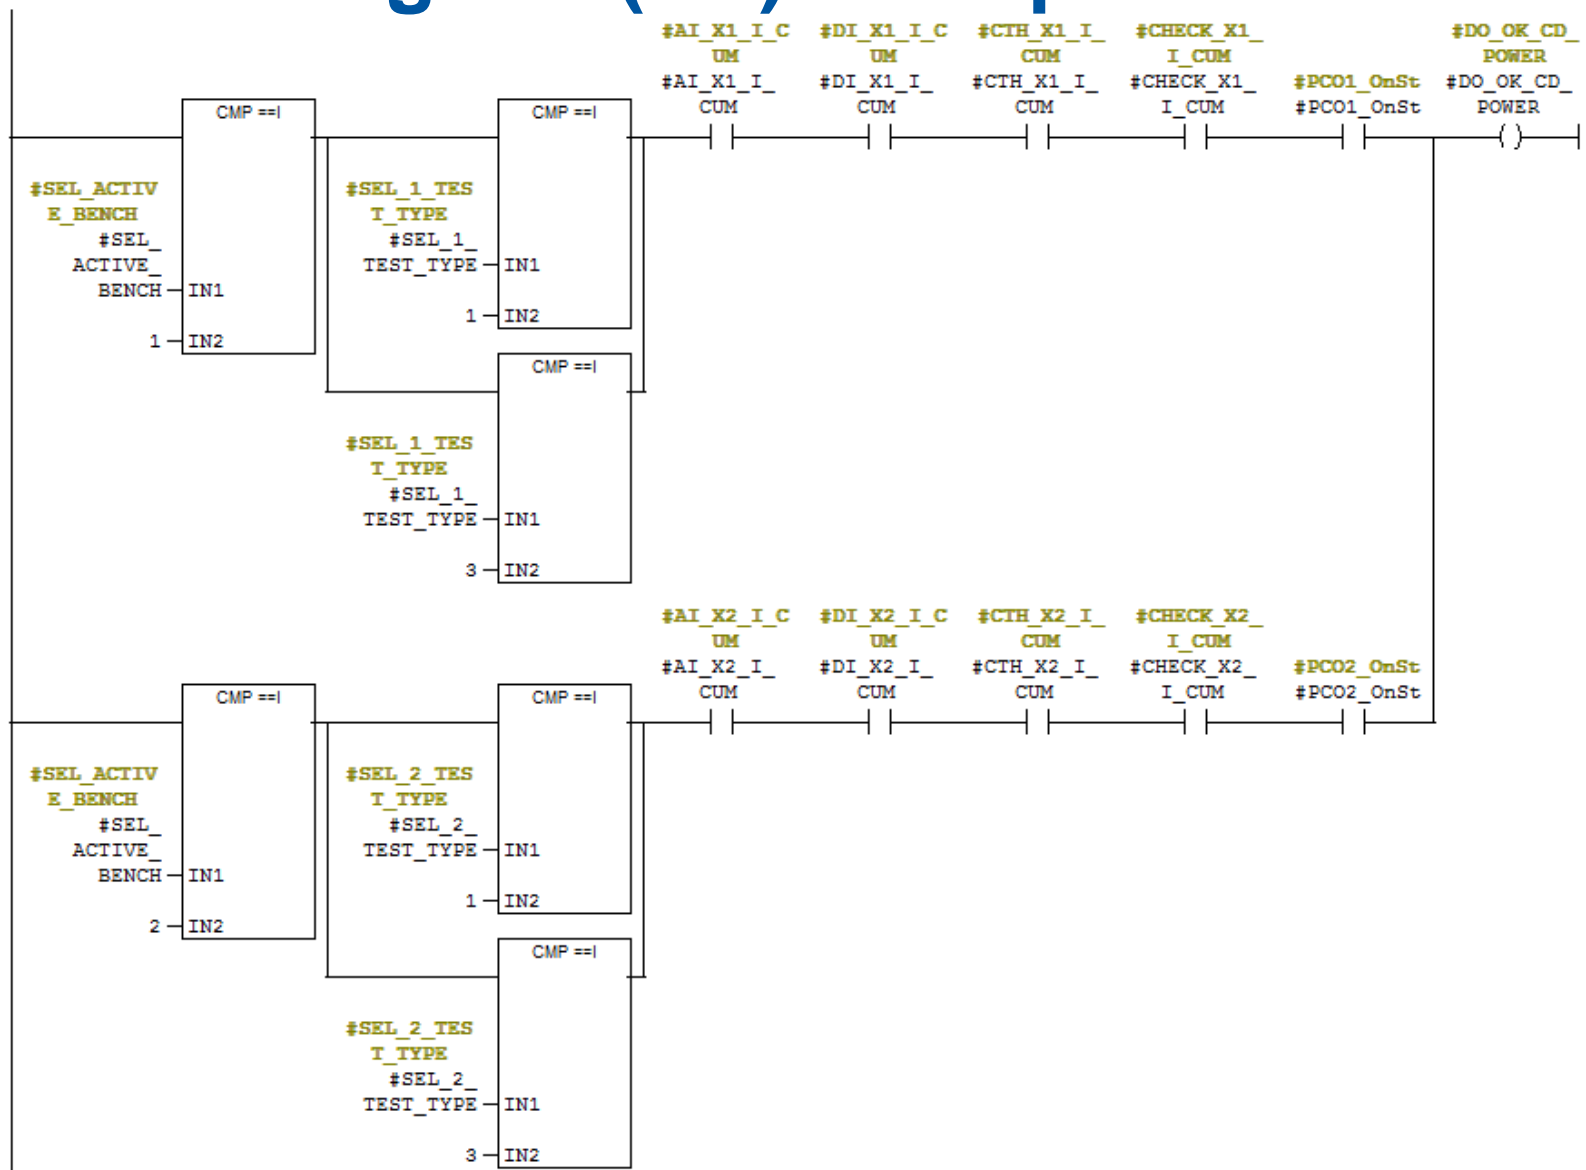 #AI_X1_I_C #DI_X1_I_C #CTH_X1_I_ #CHECK_X1_ #DO_OK_CD_
UM UM CUM I_CUM POWER
#AI_X1_I_ #DI_X1_I_ #CTH_X1_I_ #CHECK_X1_ #PCO1_OnSt #DO_OK_CD_
CMP ==I CMP ==I CUM CUM CUM I_CUM #PCO1_OnSt POWER
#SEL_ACTIV #SEL_1_TES
E_BENCH T_TYPE
#SEL_ #SEL_1_
ACTIVE_ TEST_TYPE IN1
BENCH IN1
1 IN2
1 IN2
CMP ==I
#SEL_1_TES
T_TYPE
#SEL_1_
TEST_TYPE IN1
3 IN2
#AI_X2_I_C #DI_X2_I_C #CTH_X2_I_ #CHECK_X2_
UM UM CUM I_CUM
#AI_X2_I_ #DI_X2_I_ #CTH_X2_I_ #CHECK_X2_ #PCO2_OnSt
CMP ==I CMP ==I CUM CUM CUM I_CUM #PCO2_OnSt
#SEL_ACTIV #SEL_2_TES
E_BENCH T_TYPE
#SEL_ #SEL_2_
ACTIVE_ TEST_TYPE IN1
BENCH IN1
1 IN2
2 IN2
CMP ==I
#SEL_2_TES
T_TYPE
#SEL_2_
TEST_TYPE IN1
3 IN2